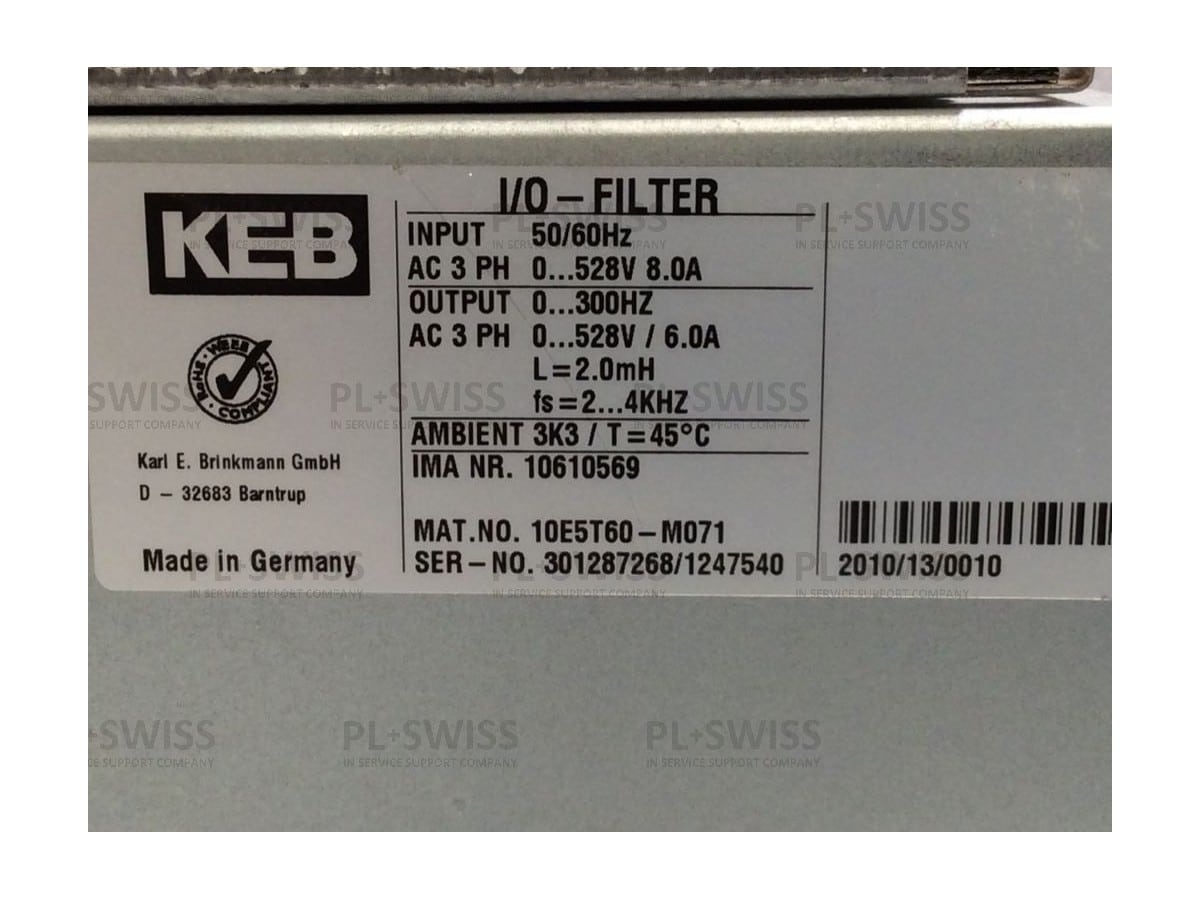 KEB
RoHS · WEEE · COMPLIANT
Karl E. Brinkmann GmbH
D – 32683 Barntrup
Made in Germany
I/O – FILTER
INPUT 50/60Hz
AC 3 PH 0...528V 8.0A
OUTPUT 0...300HZ
AC 3 PH 0...528V / 6.0A
L=2.0mH
fs=2...4KHZ
AMBIENT 3K3 / T=45°C
IMA NR. 10610569
MAT.NO. 10E5T60–M071
SER–NO. 301287268/1247540
2010/13/0010
PL+SWISS
IN SERVICE SUPPORT COMPANY